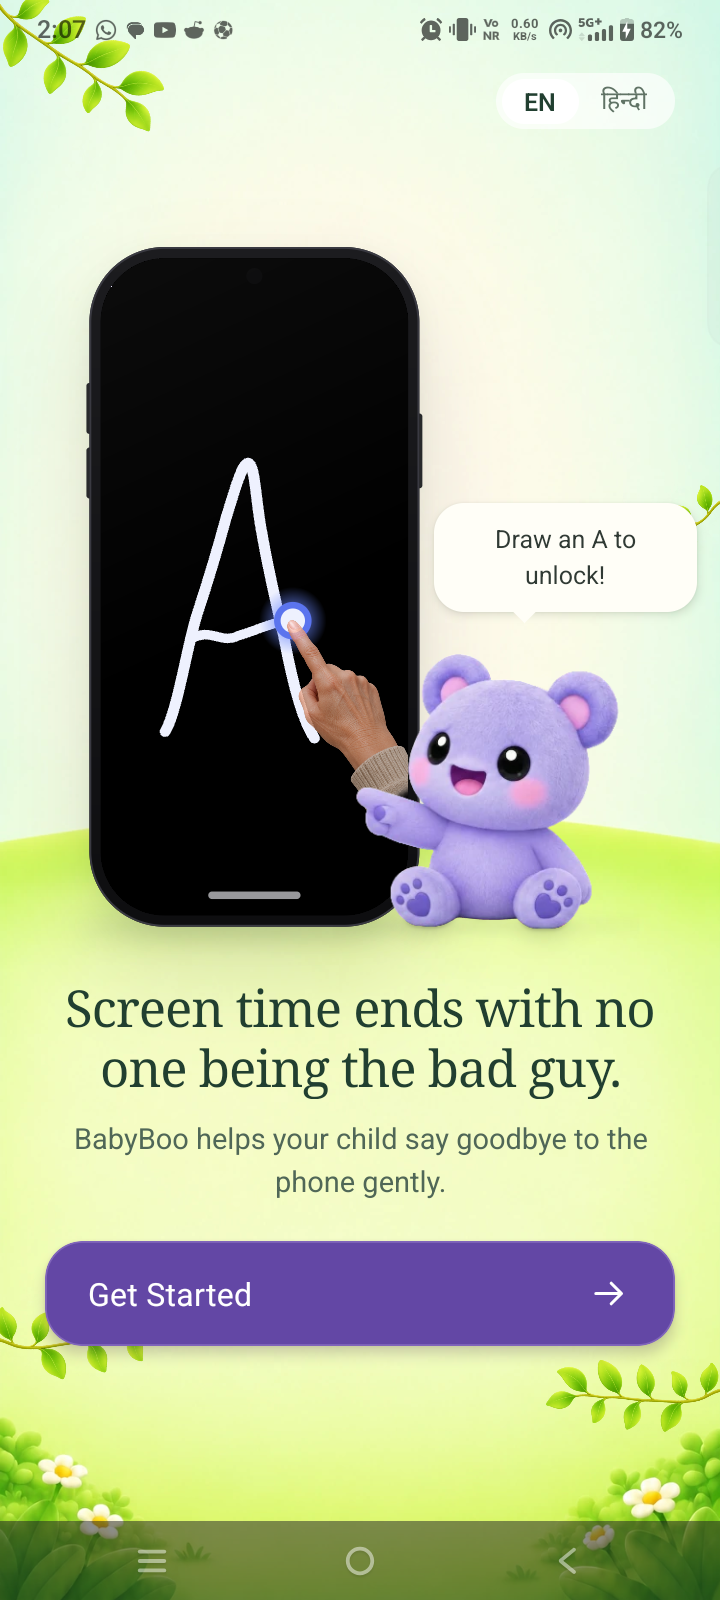 2:07
Vo
NR
0.60
KB/s
5G+
82%
EN
हिन्दी
A
Draw an A to
unlock!
Screen time ends with no
one being the bad guy.
BabyBoo helps your child say goodbye to the
phone gently.
Get Started